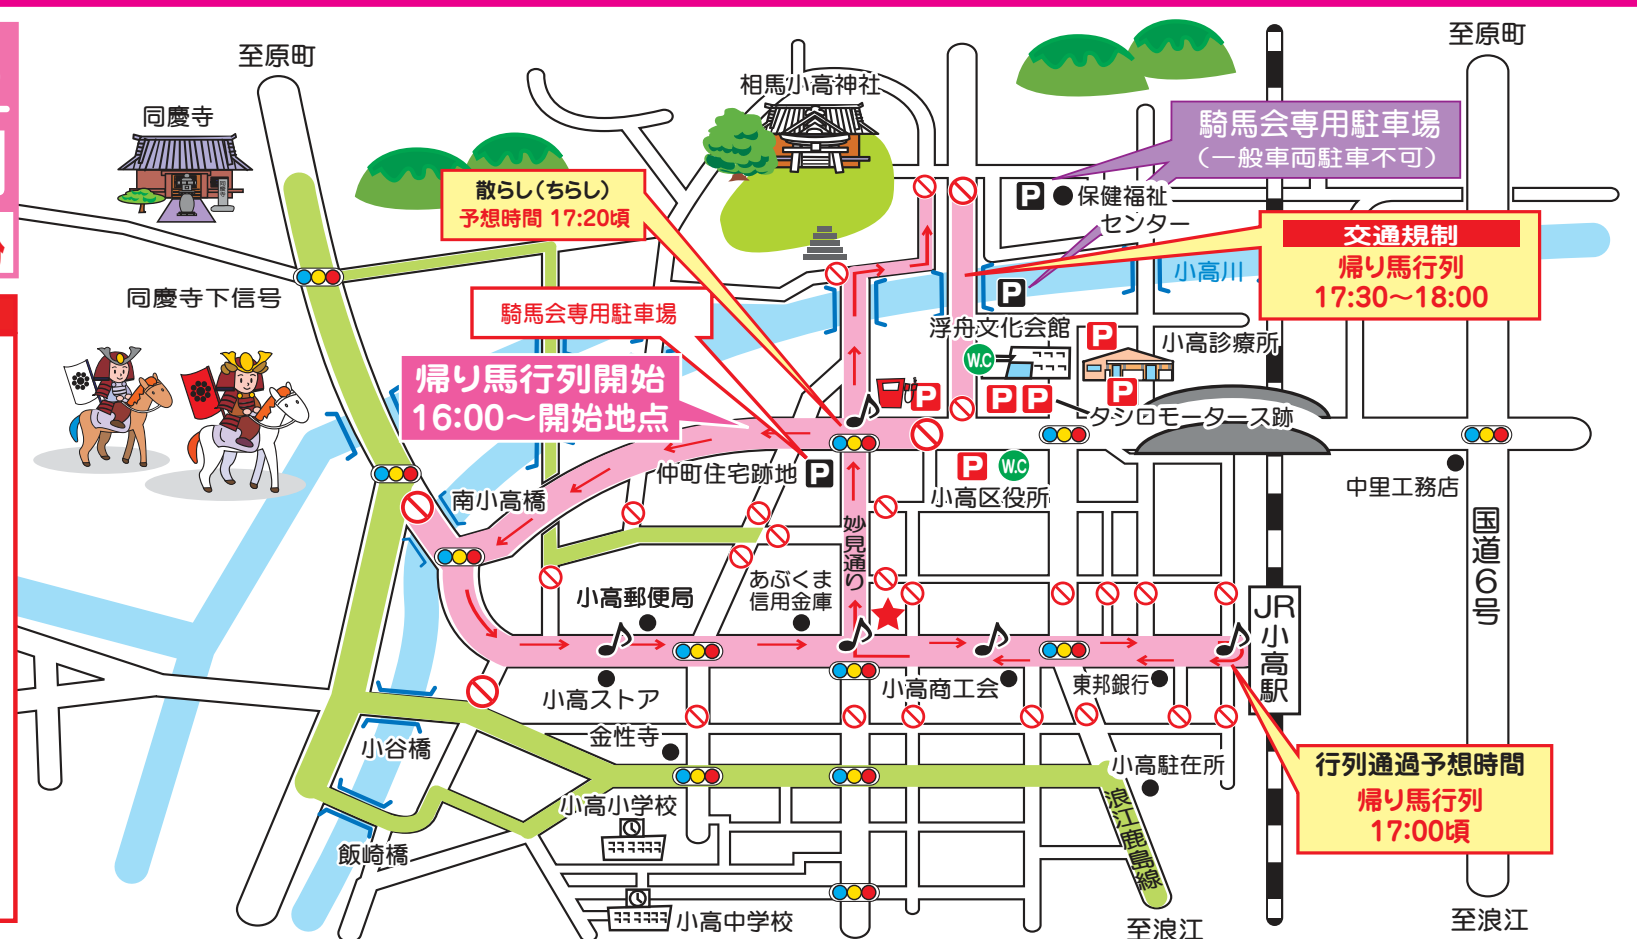 至原町
至原町
同慶寺
相馬小高神社
騎馬会専用駐車場
(一般車両駐車不可)
散らし(ちらし)
予想時間 17:20頃
P
保健福祉
センター
交通規制
帰り馬行列
17:30〜18:00
小高川
同慶寺下信号
騎馬会専用駐車場
P
浮舟文化会館
W.C
P
小高診療所
帰り馬行列開始
16:00〜開始地点
P
P
P
P
タシロモータース跡
仲町住宅跡地
P
P
W.C
小高区役所
中里工務店
南小高橋
妙見通り
国道6号
あぶくま
信用金庫
小高郵便局
JR小高駅
小高ストア
小高商工会
東邦銀行
小谷橋
金性寺
小高駐在所
行列通過予想時間
帰り馬行列
17:00頃
小高小学校
浪江鹿島線
飯崎橋
小高中学校
至浪江
至浪江